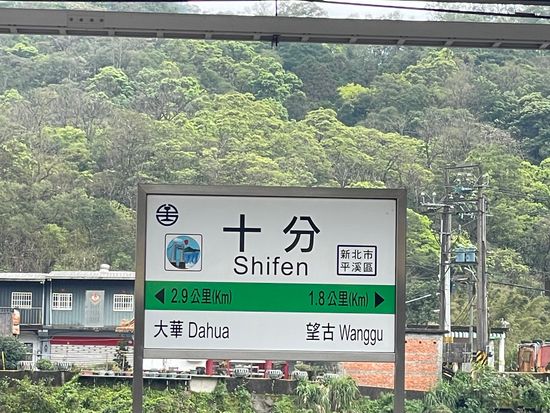 十分
Shifen
新北市
平溪區
◀ 2.9公里(Km)
1.8公里(Km) ▶
大華 Dahua
望古 Wanggu